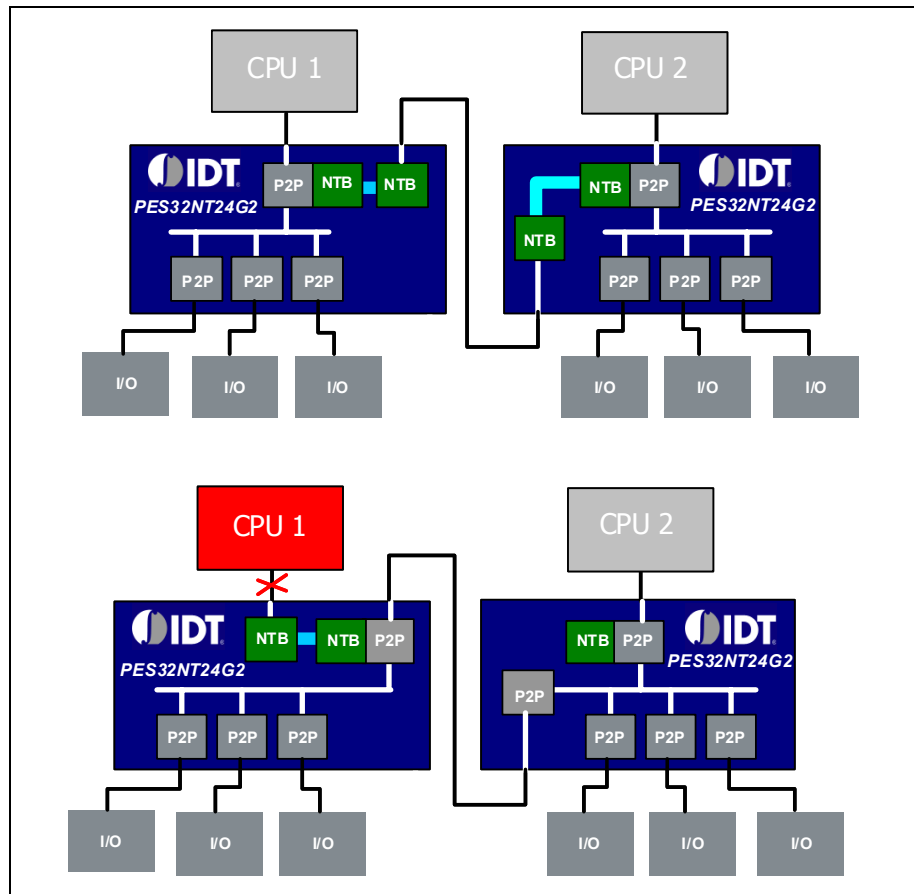 CPU 1
CPU 2
IDT
PES32NT24G2
P2P
NTB
NTB
P2P
P2P
P2P
I/O
I/O
I/O
IDT
PES32NT24G2
NTB
P2P
NTB
P2P
P2P
P2P
I/O
I/O
I/O
CPU 1
CPU 2
IDT
PES32NT24G2
NTB
NTB
P2P
P2P
P2P
P2P
I/O
I/O
I/O
NTB
P2P
IDT
PES32NT24G2
P2P
P2P
P2P
P2P
I/O
I/O
I/O